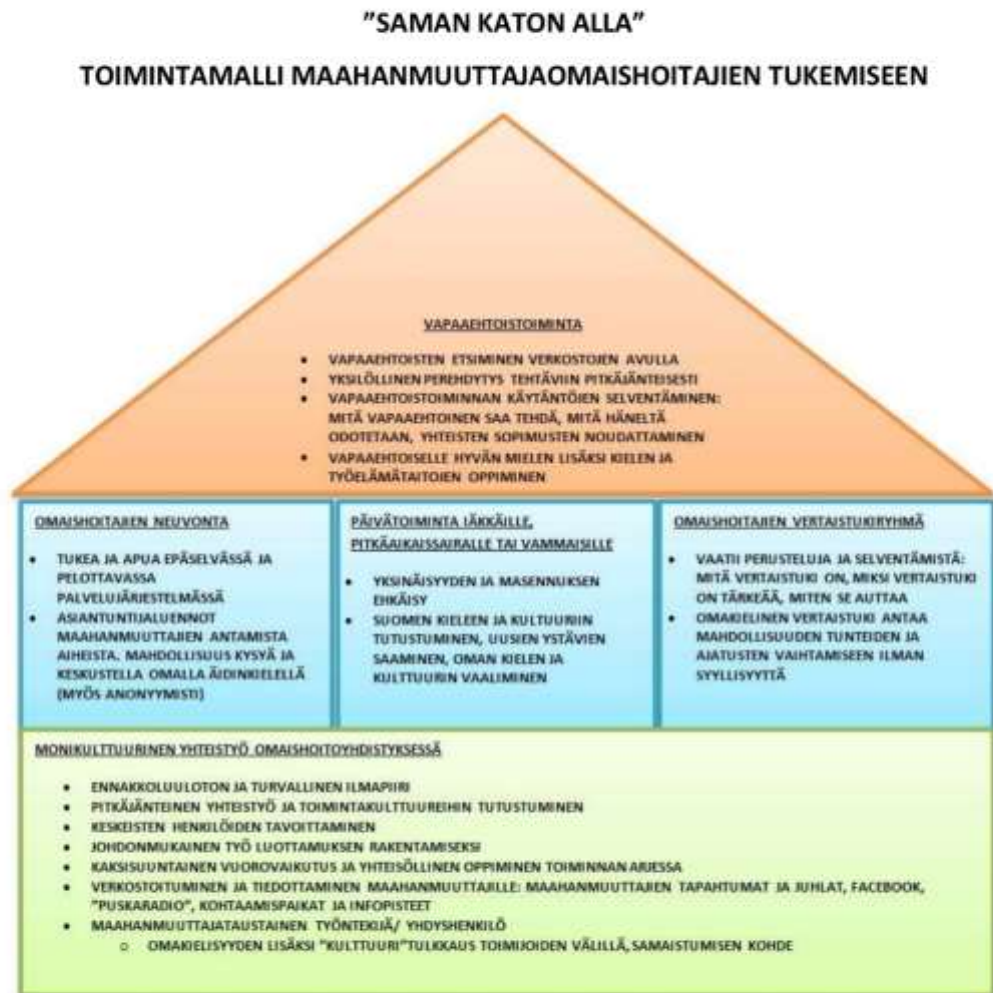 "SAMAN KATON ALLA"
TOIMINTAMALLI MAAHANMUUTTAJAOMAISHOITAJIEN TUKEMISEEN
VAPAAEHTOISTOIMINTA
• VAPAAEHTOISTEN ETSIMINEN VERKOSTOJEN AVULLA
• YKSILÖLLINEN PEREHDYTYS TEHTÄVIIN PITKÄJÄNTEISESTI
• VAPAAEHTOISTOIMINNAN KÄYTÄNTÖJEN SELVENTÄMINEN:
MITÄ VAPAAEHTOINEN SAA TEHDÄ, MITÄ HÄNELTÄ
ODOTETAAN, YHTEISTEN SOPIMUSTEN NOUDATTAMINEN
• VAPAAEHTOISELLE HYVÄN MIELEN LISÄKSI KIELEN JA
TYÖELÄMÄTAITOJEN OPPIMINEN
OMAISHOITAJIEN NEUVONTA
• TUKEA JA APUA EPÄSELVÄSSÄ JA
PELOTTAVASSA
PALVELUJÄRJESTELMÄSSÄ
• ASIANTUNTIJALUENNOT
MAAHANMUUTTAJIEN ANTAMISTA
AIHEISTA. MAHDOLLISUUS KYSYÄ JA
KESKUSTELLA OMALLA ÄIDINKIELELLÄ
(MYÖS ANONYYMISTI)
PÄIVÄTOIMINTA IÄKKÄILLE,
PITKÄAIKAISSAIRALLE TAI VAMMAISILLE
• YKSINÄISYYDEN JA MASENNUKSEN
EHKÄISY
• SUOMEN KIELEEN JA KULTUURIIN
TUTUSTUMINEN, UUSIEN YSTÄVIEN
SAAMINEN, OMAN KIELEN JA
KULTTUURIN VAALIMINEN
OMAISHOITAJIEN VERTAISTUKIRYHMÄ
• VAATII PERUSTELUJA JA SELVENTÄMISTÄ:
MITÄ VERTAISTUKI ON, MIKSI VERTAISTUKI
ON TÄRKEÄÄ, MITEN SE AUTTAA
• OMAKIELINEN VERTAISTUKI ANTAA
MAHDOLLISUUDEN TUNTEIDEN JA
AJATUSTEN VAIHTAMISEEN ILMAN
SYYLLISYYTTÄ
MONIKULTTUURINEN YHTEISTYÖ OMAISHOITOYHDISTYKSESSÄ
• ENNAKKOLUULOTON JA TURVALLINEN ILMAPIIRI
• PITKÄJÄNTEINEN YHTEISTYÖ JA TOIMINTAKULTTUUREIHIN TUTUSTUMINEN
• KESKEISTEN HENKILÖIDEN TAVOITTAMINEN
• JOHDONMUKAINEN TYÖ LUOTTAMUKSEN RAKENTAMISEKSI
• KAKSISUUNTAINEN VUOROVAIKUTUS JA YHTEISÖLLINEN OPPIMINEN TOIMINNAN ARJESSA
• VERKOSTOITUMINEN JA TIEDOTTAMINEN MAAHANMUUTTAJILLE: MAAHANMUUTTAJIEN TAPAHTUMAT JA JUHLAT, FACEBOOK,
"PUSKARADIO", KOHTAAMISPAIKAT JA INFOPISTEET
• MAAHANMUUTTAJATAUSTAINEN TYÖNTEKIJÄ/ YHDYSHENKILÖ
o OMAKIELISYYDEN LISÄKSI "KULTTUURI"TULKKAUS TOIMIJOIDEN VÄLILLÄ, SAMAISTUMISEN KOHDE